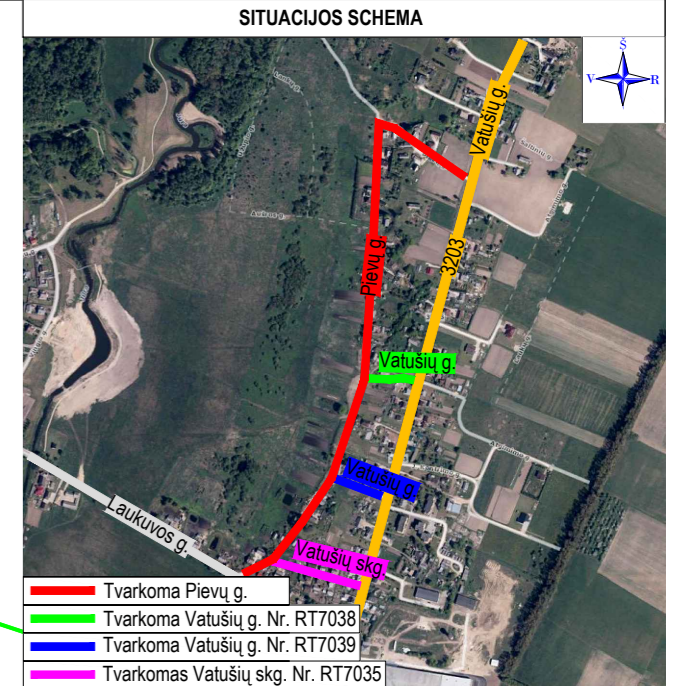 SITUACIJOS SCHEMA
Š
V
R
Vatušių g.
Pievų g.
3203
Vatušių g.
Vatušių g.
Vatušių skg.
Laukuvos g.
Tvarkoma Pievų g.
Tvarkoma Vatušių g. Nr. RT7038
Tvarkoma Vatušių g. Nr. RT7039
Tvarkomas Vatušių skg. Nr. RT7035